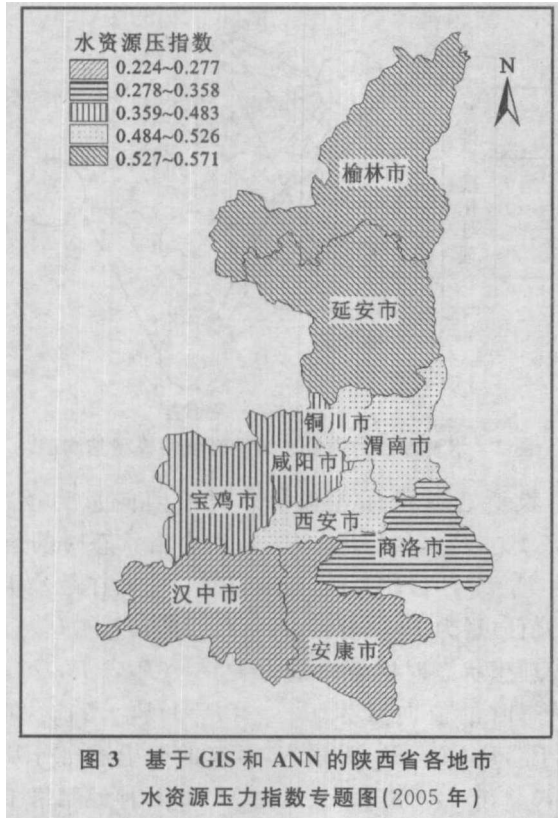 水资源压指数
0.224~0.277
0.278~0.358
0.359~0.483
0.484~0.526
0.527~0.571
N
榆林市
延安市
铜川市
渭南市
咸阳市
宝鸡市
西安市
商洛市
汉中市
安康市
图 3 基于 GIS 和 ANN 的陕西省各地市
水资源压力指数专题图(2005 年)